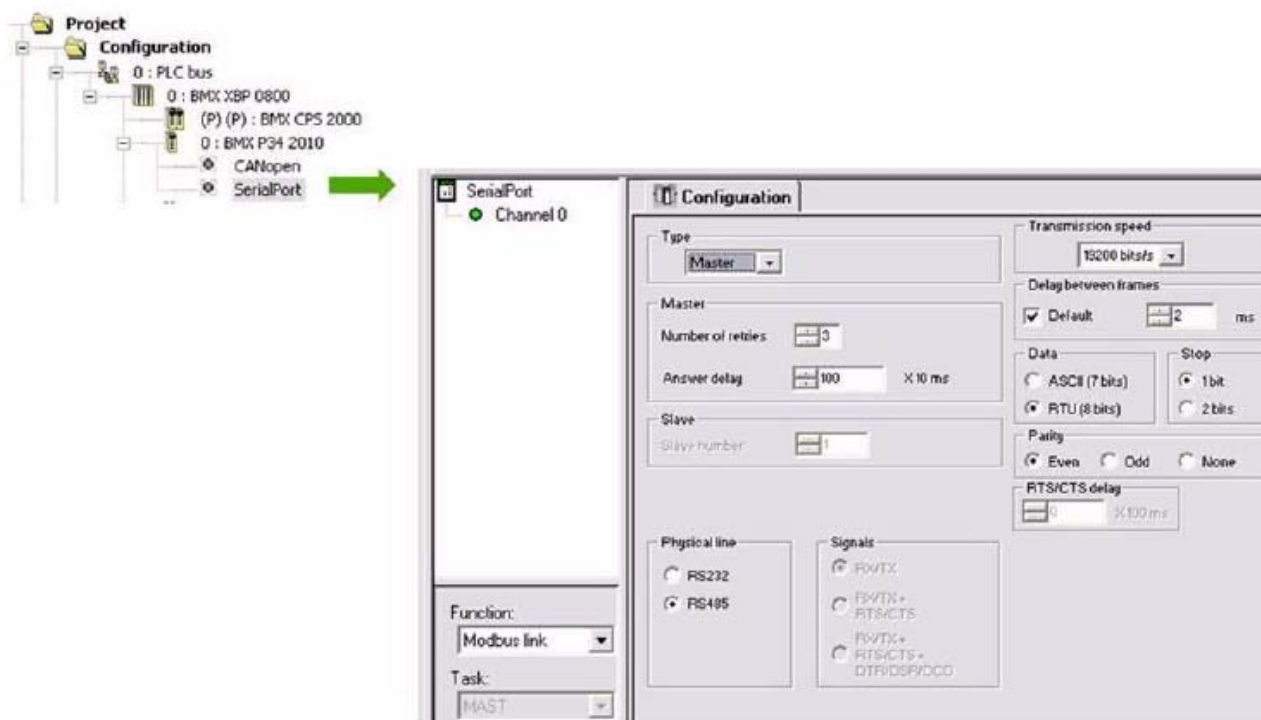 Project
Configuration
0 : PLC bus
0 : BMX XBP 0800
(P) (P) : BMX CPS 2000
0 : BMX P34 2010
CANopen
SerialPort
SerialPort
Channel 0
Function:
Modbus link
Task:
MAST
Configuration
Type
Master
Master
Number of retries 3
Answer delay 100 X 10 ms
Slave
Slave number 1
Physical line
RS232
RS485
Signals
RX/TX
RX/TX +
RTS/CTS
RX/TX +
RTS/CTS +
DTR/DSR/DCD
Transmission speed
19200 bits/s
Delay between frames
Default 2 ms
Data
ASCII (7 bits)
RTU (8 bits)
Stop
1 bit
2 bits
Parity
Even Odd None
RTS/CTS delay
0 X 100 ms